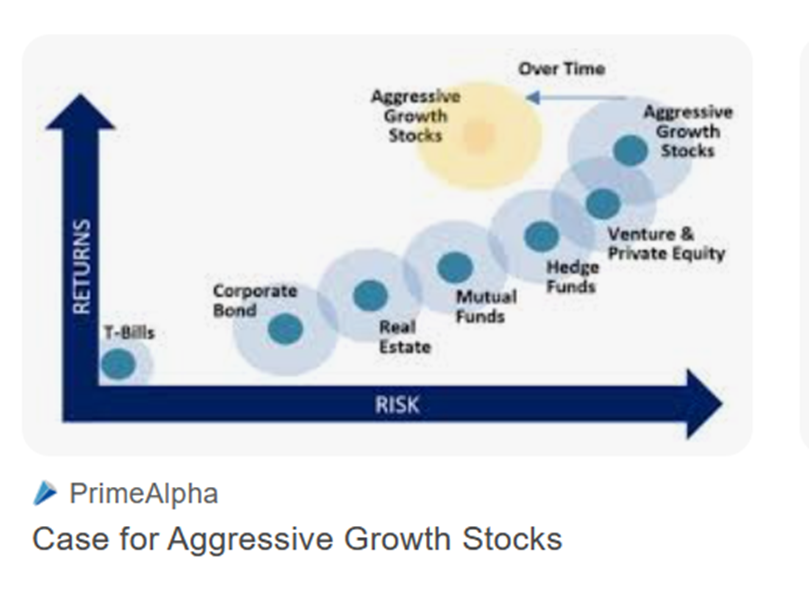 Over Time
Aggressive
Growth
Stocks
Aggressive
Growth
Stocks
RETURNS
Venture &
Private Equity
Hedge
Funds
Mutual
Funds
Real
Estate
Corporate
Bond
T-Bills
RISK
PrimeAlpha
Case for Aggressive Growth Stocks